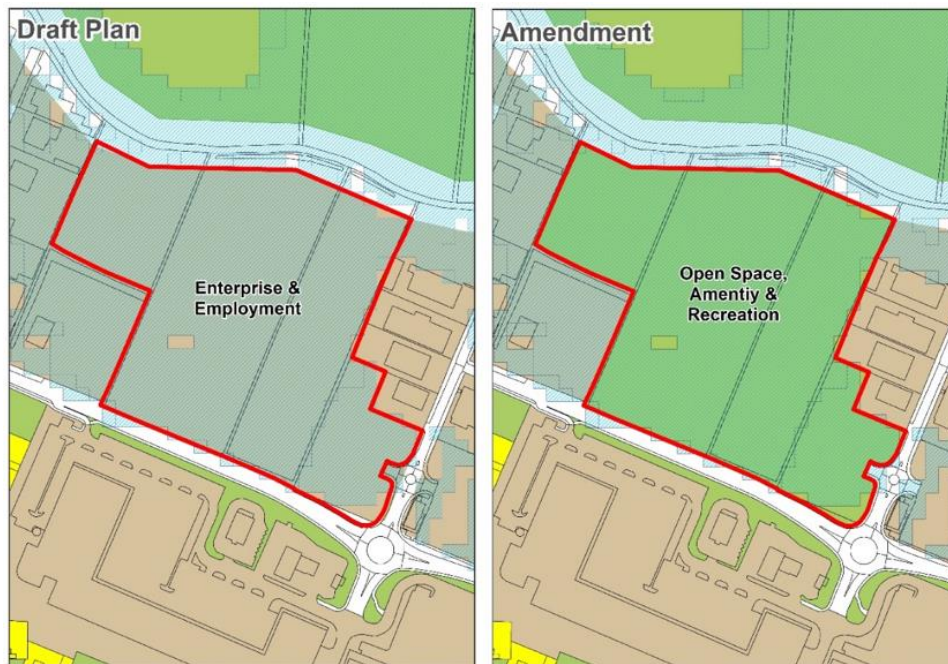 Draft Plan
Enterprise &
Employment
Amendment
Open Space,
Amentiy &
Recreation